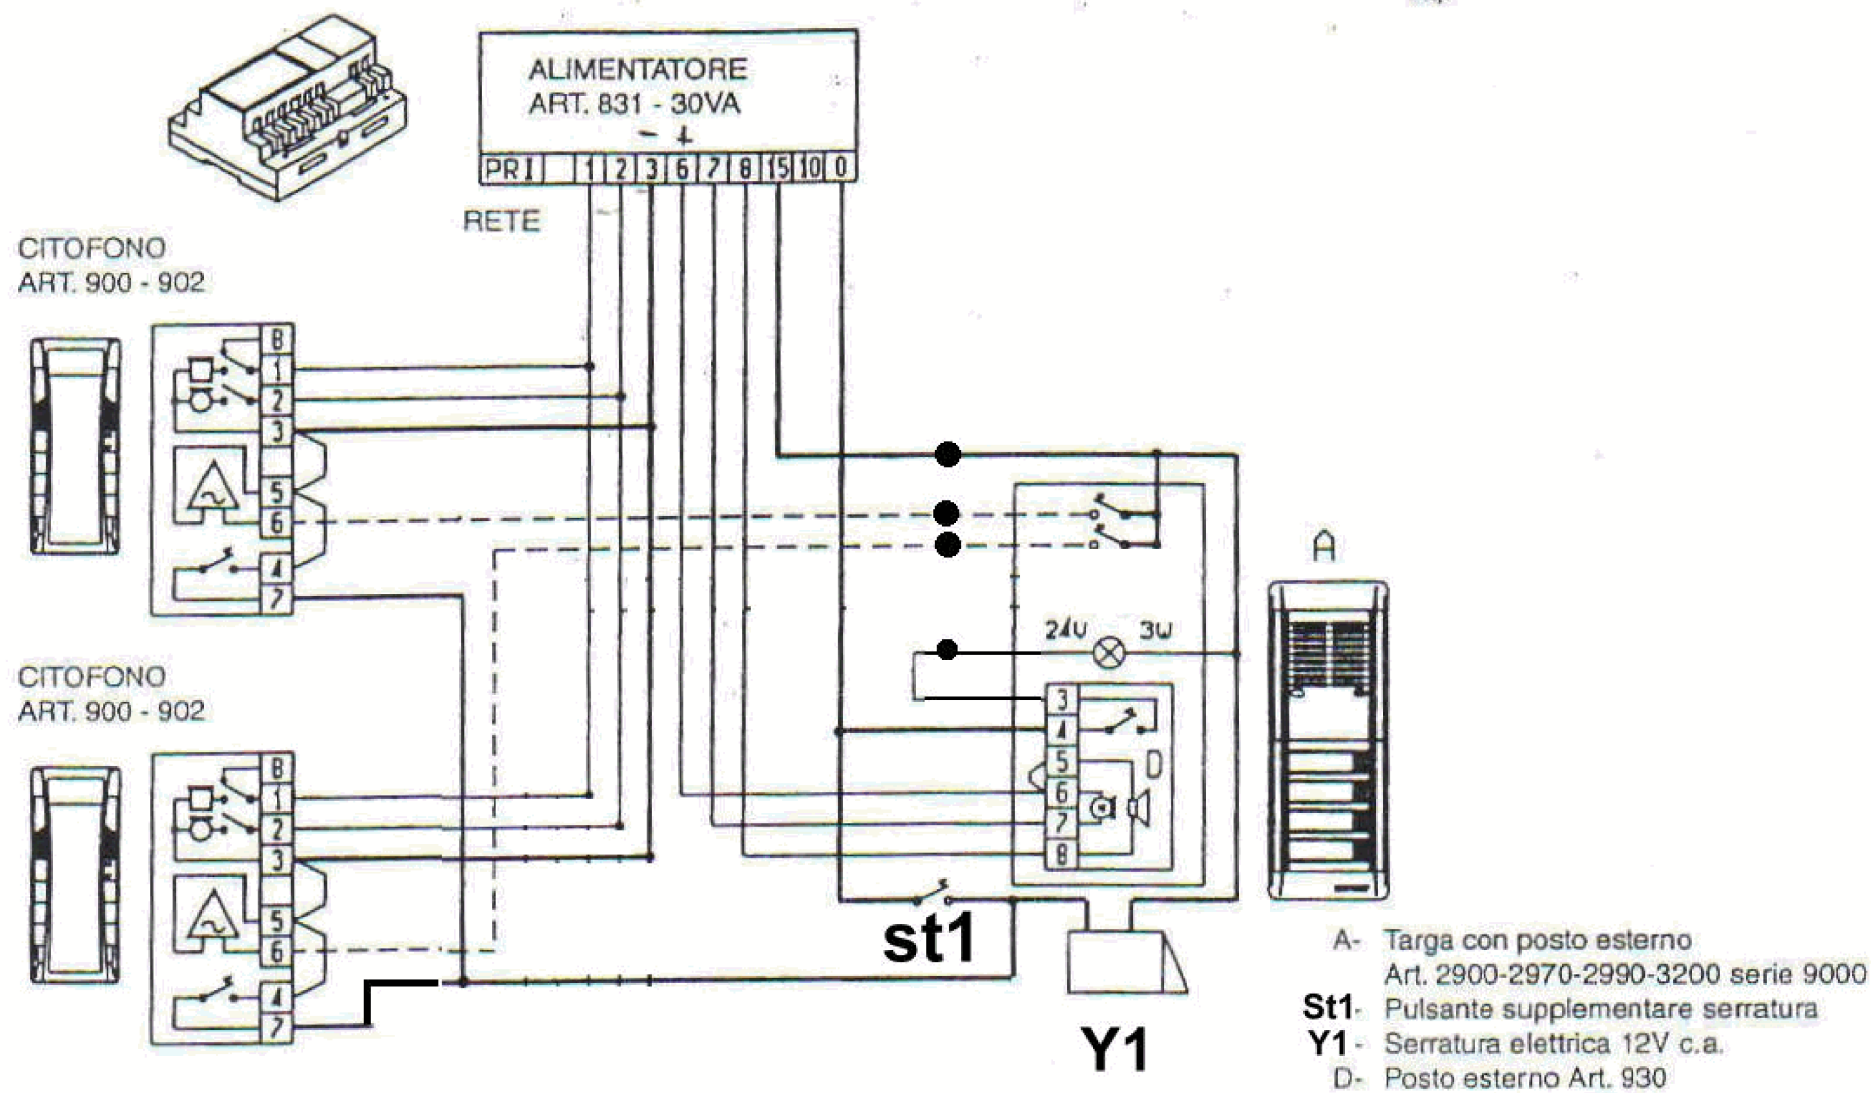 ALIMENTATORE
ART. 831 - 30VA
- +
PRI 1 2 3 6 7 8 15 10 0
RETE
CITOFONO
ART. 900 - 902
8
1
2
3
5
6
4
7
CITOFONO
ART. 900 - 902
8
1
2
3
5
6
4
7
24V 3W
3
4
5
6
7
8
D
A
st1
Y1
A- Targa con posto esterno
Art. 2900-2970-2990-3200 serie 9000
St1- Pulsante supplementare serratura
Y1- Serratura elettrica 12V c.a.
D- Posto esterno Art. 930